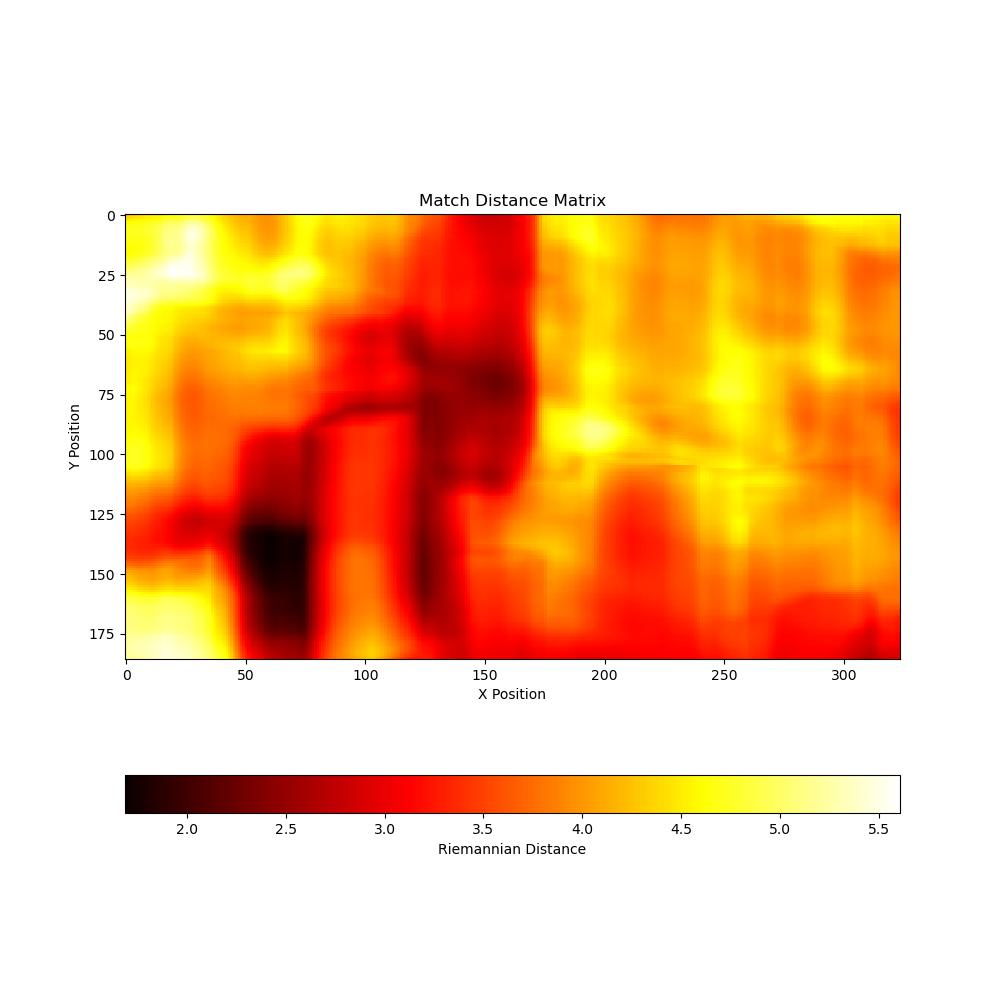 Match Distance Matrix
0
25
50
75
100
125
150
175
Y Position
0 50 100 150 200 250 300
X Position
2.0 2.5 3.0 3.5 4.0 4.5 5.0 5.5
Riemannian Distance